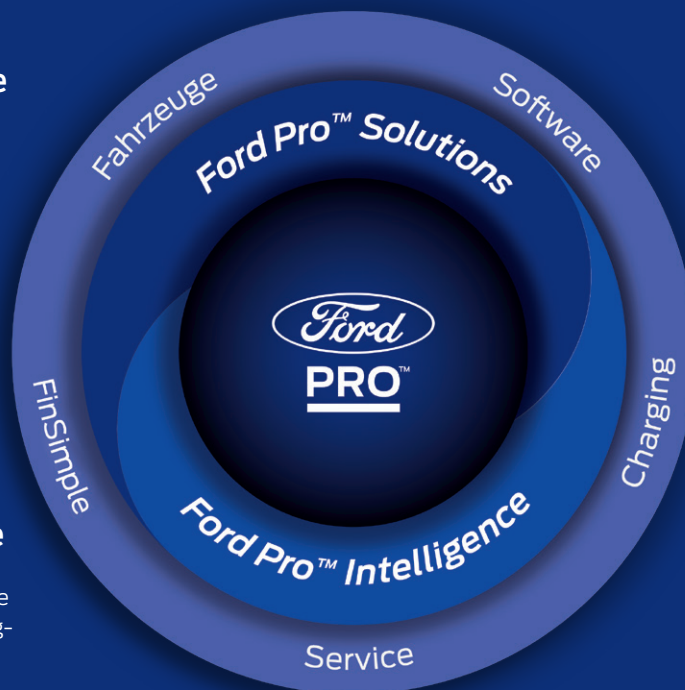 e
Fahrzeuge
Software
Ford Pro™ Solutions
Ford
PRO™
FinSimple
Charging
Ford Pro™ Intelligence
e
e
g-
Service